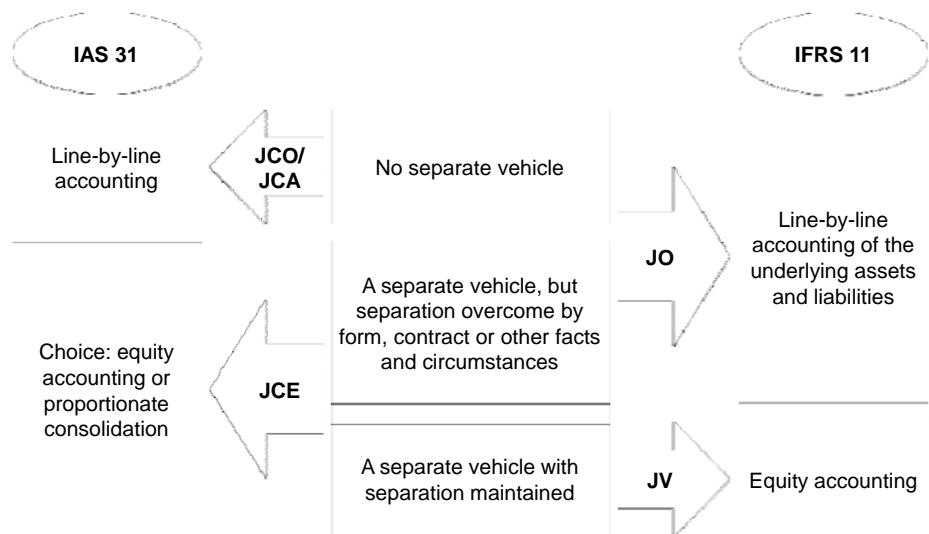 IAS 31
IFRS 11
Line-by-line
accounting
JCO/
JCA
No separate vehicle
JO
Line-by-line
accounting of the
underlying assets
and liabilities
A separate vehicle, but
separation overcome by
form, contract or other facts
and circumstances
Choice: equity
accounting or
proportionate
consolidation
JCE
A separate vehicle with
separation maintained
JV
Equity accounting